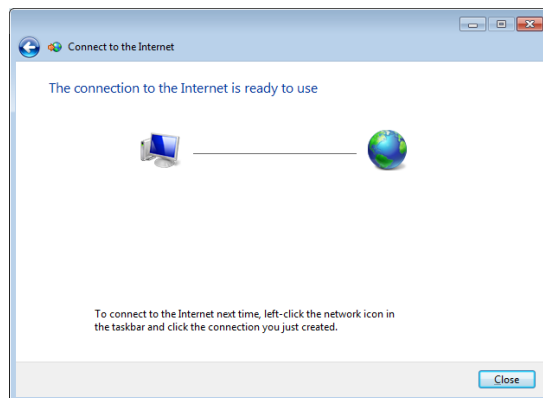 Connect to the Internet
The connection to the Internet is ready to use
To connect to the Internet next time, left-click the network icon in
the taskbar and click the connection you just created.
Close